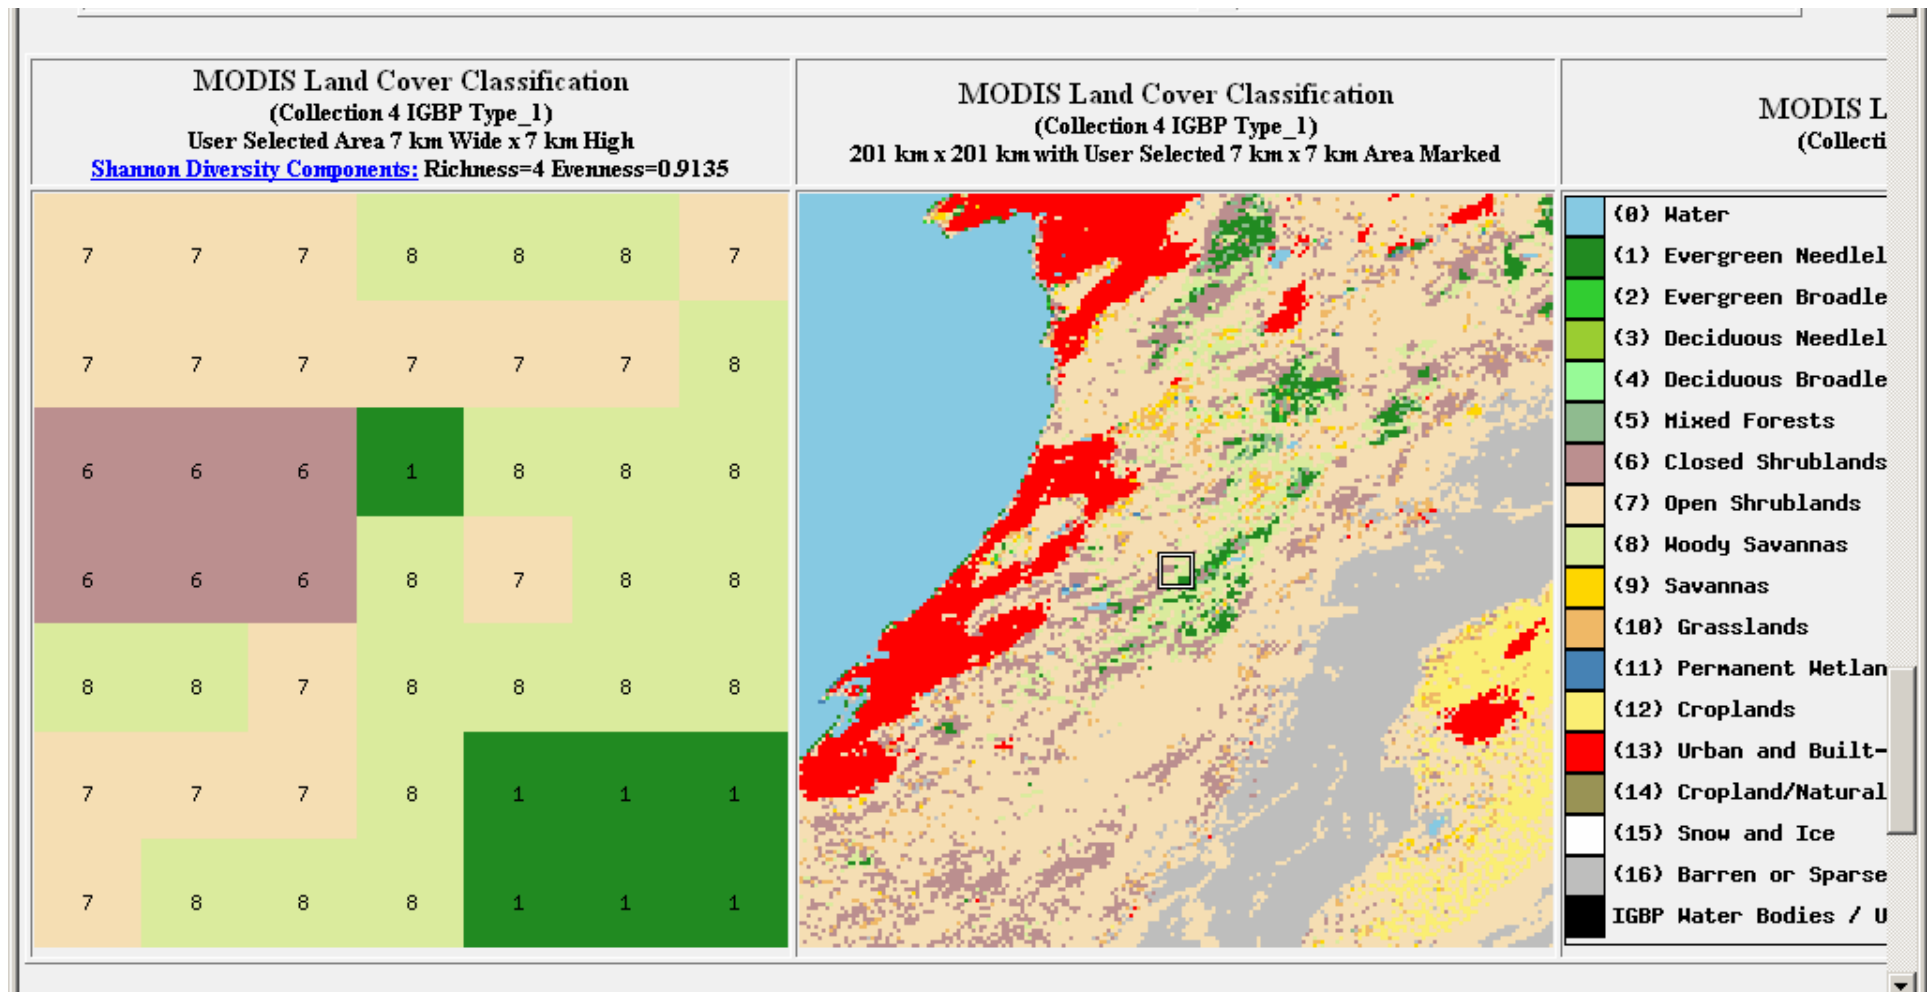 MODIS Land Cover Classification
(Collection 4 IGBP Type_1)
User Selected Area 7 km Wide x 7 km High
Shannon Diversity Components: Richness=4 Evenness=0.9135
7 7 7 8 8 8 7
7 7 7 7 7 7 8
6 6 6 1 8 8 8
6 6 6 8 7 8 8
8 8 7 8 8 8 8
7 7 7 8 1 1 1
7 8 8 8 1 1 1
MODIS Land Cover Classification
(Collection 4 IGBP Type_1)
201 km x 201 km with User Selected 7 km x 7 km Area Marked
MODIS L
(Collecti
(0) Water
(1) Evergreen Needlel
(2) Evergreen Broadle
(3) Deciduous Needlel
(4) Deciduous Broadle
(5) Mixed Forests
(6) Closed Shrublands
(7) Open Shrublands
(8) Woody Savannas
(9) Savannas
(10) Grasslands
(11) Permanent Wetlan
(12) Croplands
(13) Urban and Built-
(14) Cropland/Natural
(15) Snow and Ice
(16) Barren or Sparse
IGBP Water Bodies / U